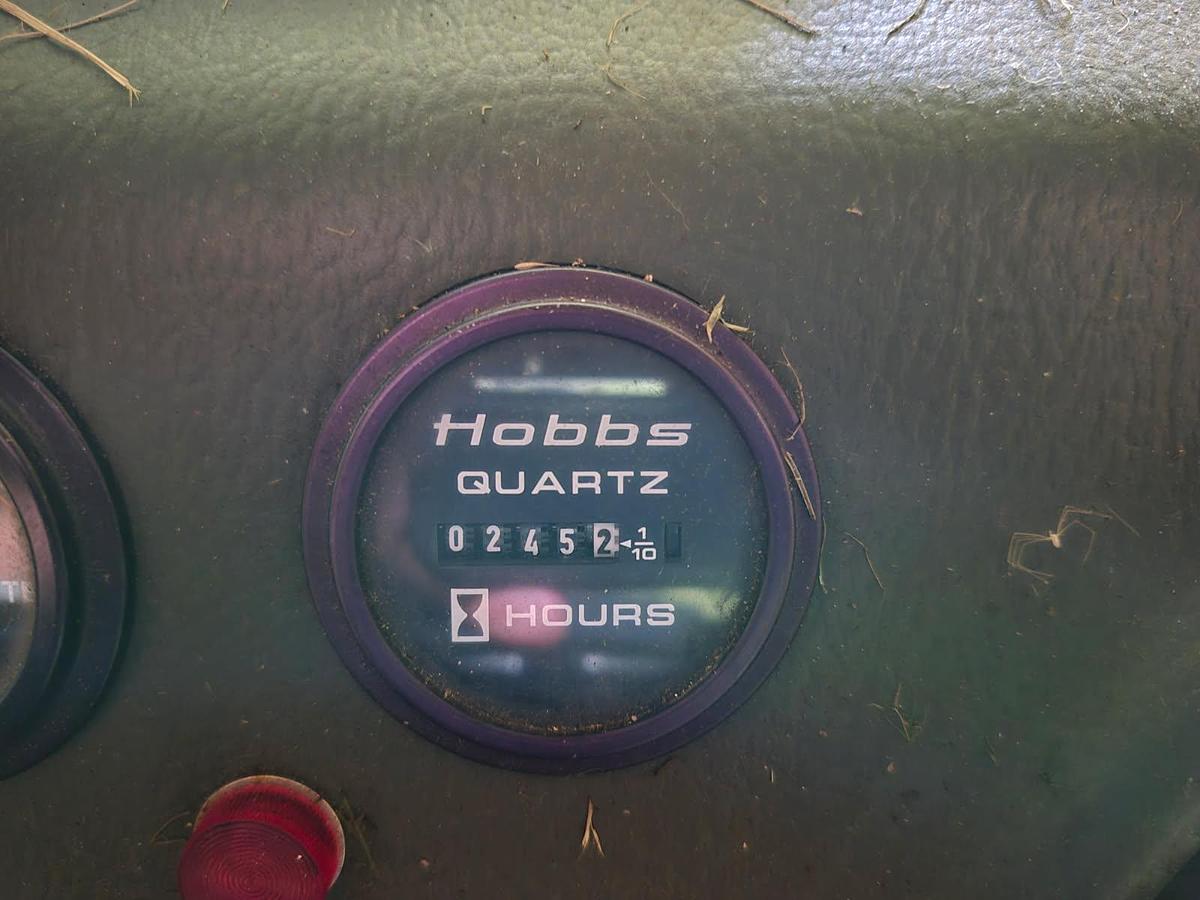 Hobbs
QUARTZ
02452 ◄ 1/10
HOURS